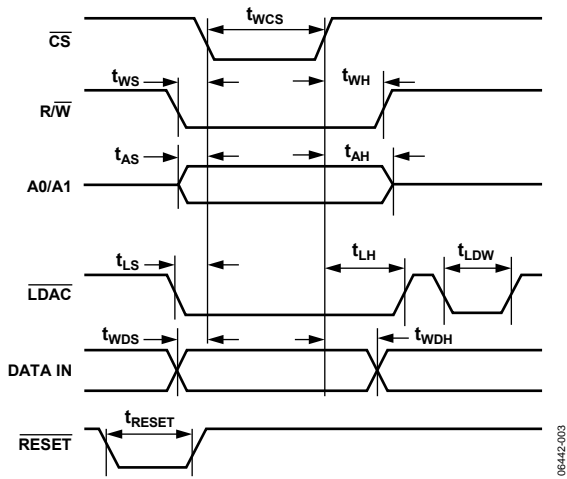 CS
tWCS
R/W
tWS
tWH
A0/A1
tAS
tAH
LDAC
tLS
tLH
tLDW
DATA IN
tWDS
tWDH
RESET
tRESET
06442-003